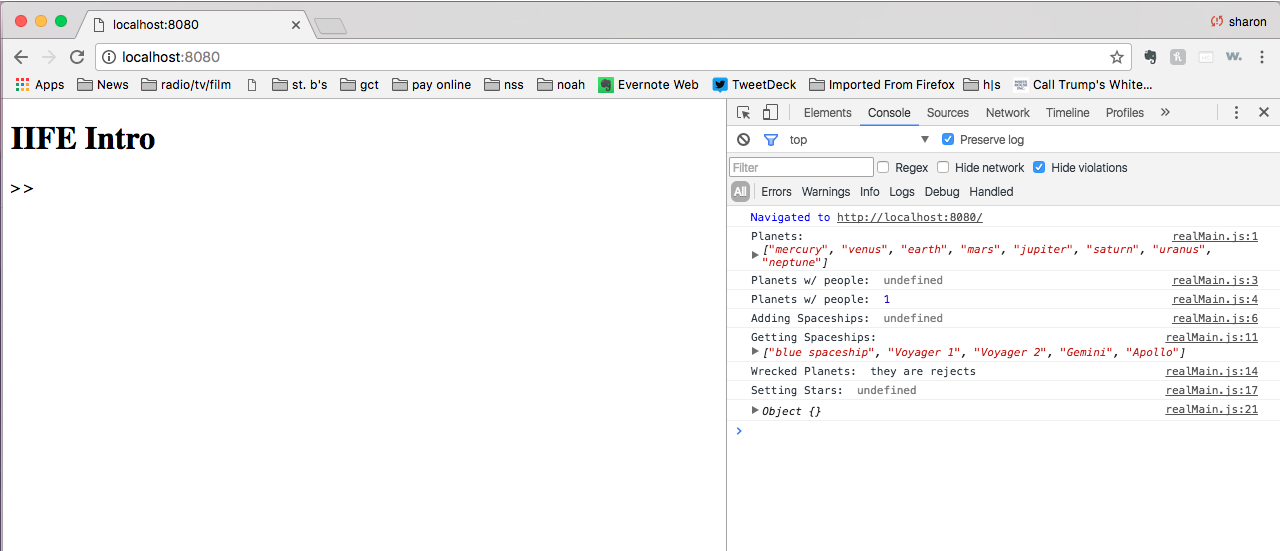 localhost:8080
sharon
localhost:8080
Apps News radio/tv/film st. b's gct pay online nss noah Evernote Web TweetDeck Imported From Firefox h|s Call Trump's White...
IIFE Intro
>>
Elements Console Sources Network Timeline Profiles »
top Preserve log
Filter Regex Hide network Hide violations
All Errors Warnings Info Logs Debug Handled
Navigated to http://localhost:8080/
Planets: realMain.js:1
["mercury", "venus", "earth", "mars", "jupiter", "saturn", "uranus",
"neptune"]
Planets w/ people: undefined realMain.js:3
Planets w/ people: 1 realMain.js:4
Adding Spaceships: undefined realMain.js:6
Getting Spaceships: realMain.js:11
["blue spaceship", "Voyager 1", "Voyager 2", "Gemini", "Apollo"]
Wrecked Planets: they are rejects realMain.js:14
Setting Stars: undefined realMain.js:17
Object {} realMain.js:21
>